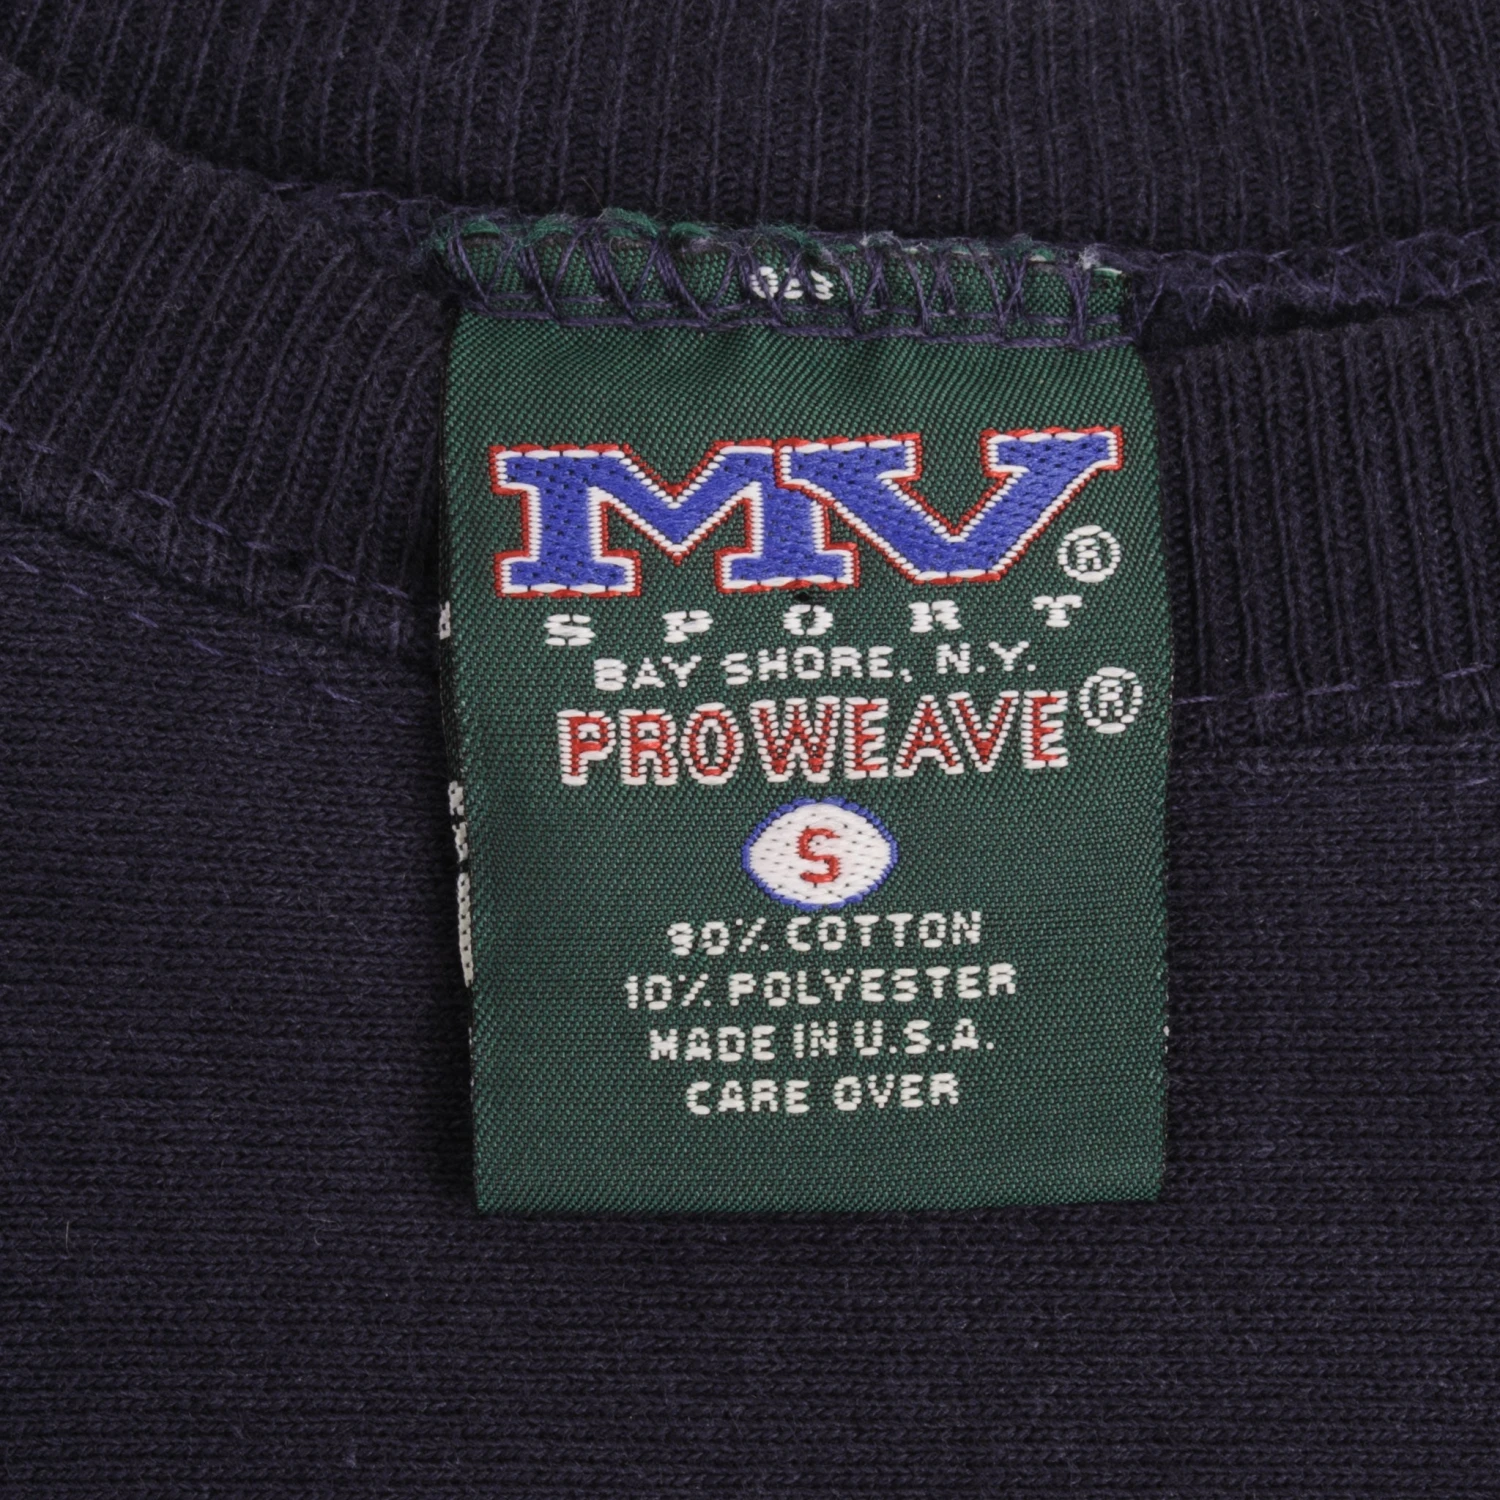 MV®
SPORT
BAY SHORE, N.Y.
PROWEAVE®
S
90% COTTON
10% POLYESTER
MADE IN U.S.A.
CARE OVER